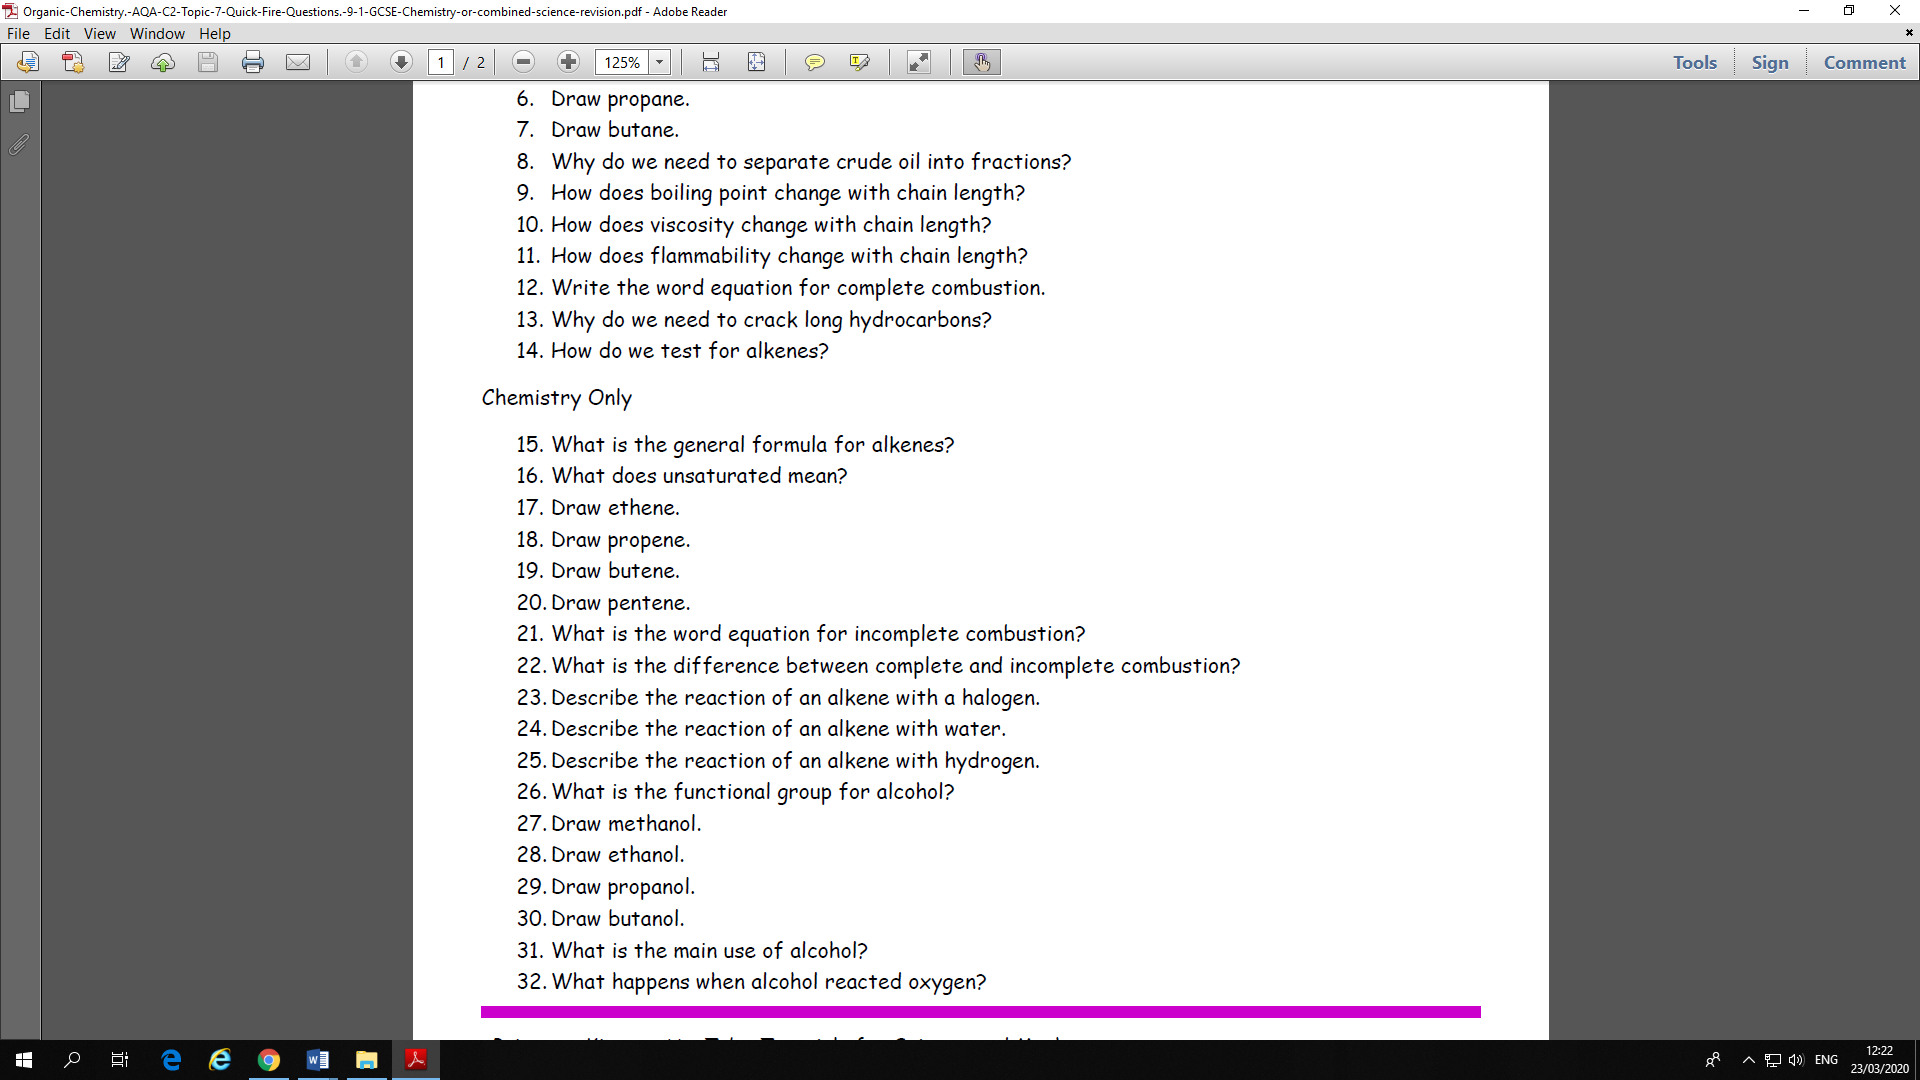 Organic-Chemistry.-AQA-C2-Topic-7-Quick-Fire-Questions.-9-1-GCSE-Chemistry-or-combined-science-revision.pdf - Adobe Reader
File Edit View Window Help
1 / 2 125% Tools Sign Comment
6. Draw propane.
7. Draw butane.
8. Why do we need to separate crude oil into fractions?
9. How does boiling point change with chain length?
10. How does viscosity change with chain length?
11. How does flammability change with chain length?
12. Write the word equation for complete combustion.
13. Why do we need to crack long hydrocarbons?
14. How do we test for alkenes?
Chemistry Only
15. What is the general formula for alkenes?
16. What does unsaturated mean?
17. Draw ethene.
18. Draw propene.
19. Draw butene.
20. Draw pentene.
21. What is the word equation for incomplete combustion?
22. What is the difference between complete and incomplete combustion?
23. Describe the reaction of an alkene with a halogen.
24. Describe the reaction of an alkene with water.
25. Describe the reaction of an alkene with hydrogen.
26. What is the functional group for alcohol?
27. Draw methanol.
28. Draw ethanol.
29. Draw propanol.
30. Draw butanol.
31. What is the main use of alcohol?
32. What happens when alcohol reacted oxygen?
ENG
12:22
23/03/2020